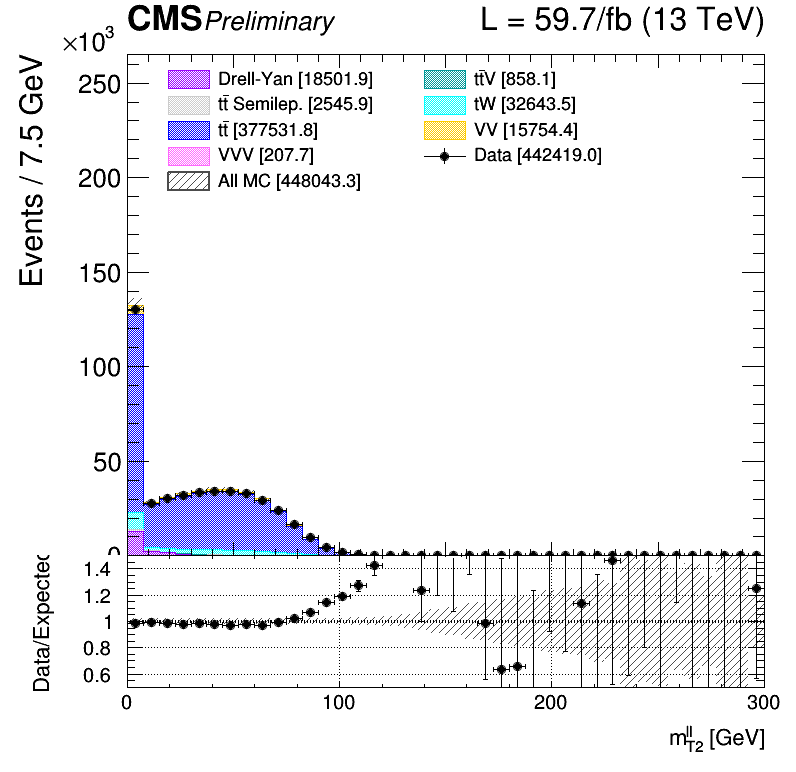 CMS Preliminary L = 59.7/fb (13 TeV)
×10³
Events / 7.5 GeV
250
200
150
100
50
0
Drell-Yan [18501.9]
tt̄ Semilep. [2545.9]
tt̄ [377531.8]
VVV [207.7]
All MC [448043.3]
tt̄V [858.1]
tW [32643.5]
VV [15754.4]
Data [442419.0]
Data/Expected
1.4
1.2
1
0.8
0.6
0 100 200 300
m^{ll}_{T2} [GeV]